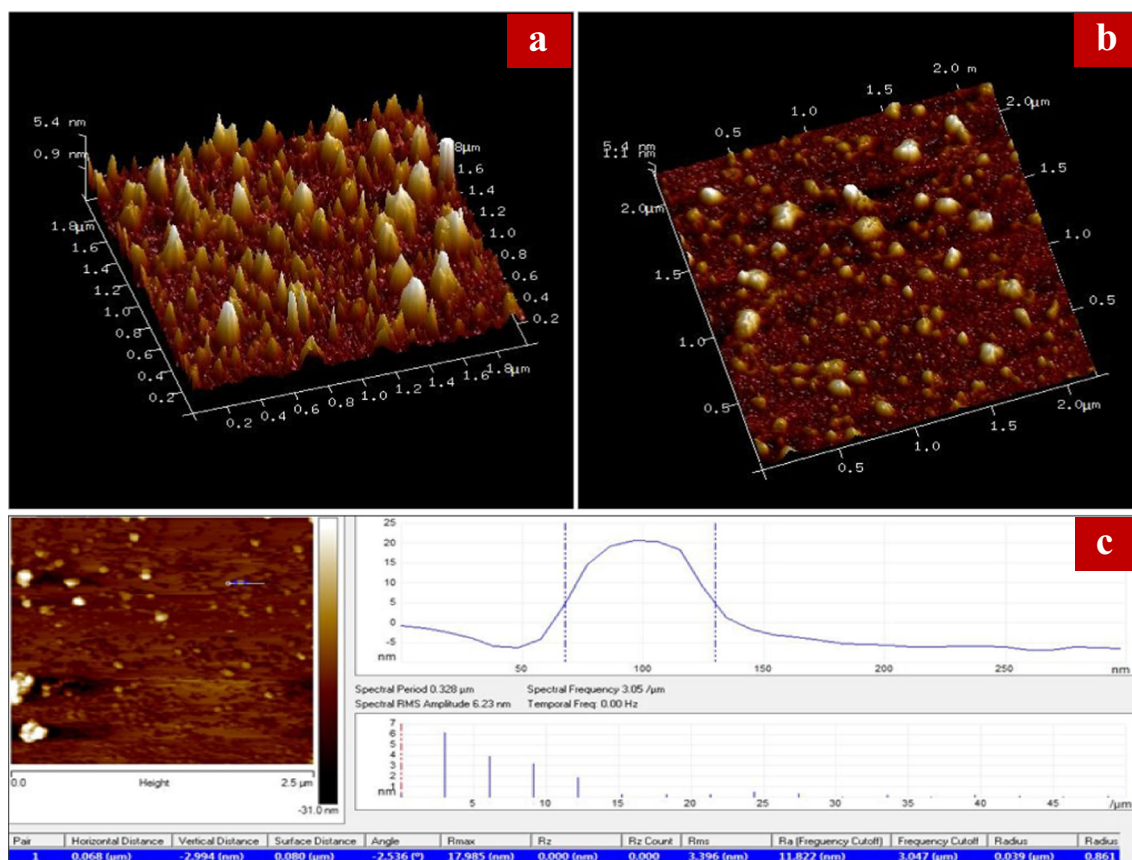 a
5.4 nm
0.9 nm
1.8µm
1.6
1.4
1.2
1.0
0.8
0.6
0.4
0.2
1.8µm
1.6
1.4
1.2
1.0
0.8
0.6
0.4
0.2
0.2 0.4 0.6 0.8 1.0 1.2 1.4 1.6 1.8µm
b
2.0 m
1.5
1.0
0.5
5.4 nm
1.1 nm
2.0µm
1.5
1.0
0.5
2.0µm
1.5
1.0
0.5
0.5 1.0 1.5 2.0µm
c
0.0 Height 2.5 µm
-31.0 nm
25
20
15
10
5
0
-5
nm
50 100 150 200 250
Spectral Period 0.328 µm Spectral Frequency 3.05 /µm
Spectral RMS Amplitude 6.23 nm Temporal Freq: 0.00 Hz
7
6
5
4
3
2
1
nm
5 10 15 20 25 30 35 40 45 /µm
Pair Horizontal Distance Vertical Distance Surface Distance Angle Rmax Rz Rz Count Rms Ra (Frequency Cutoff) Frequency Cutoff Radius Radius
1 0.068 (µm) -2.994 (nm) 0.080 (µm) -2.536 (°) 17.985 (nm) 0.000 (nm) 0.000 3.396 (nm) 11.822 (nm) 3.047 (µm) 0.039 (µm) 0.861